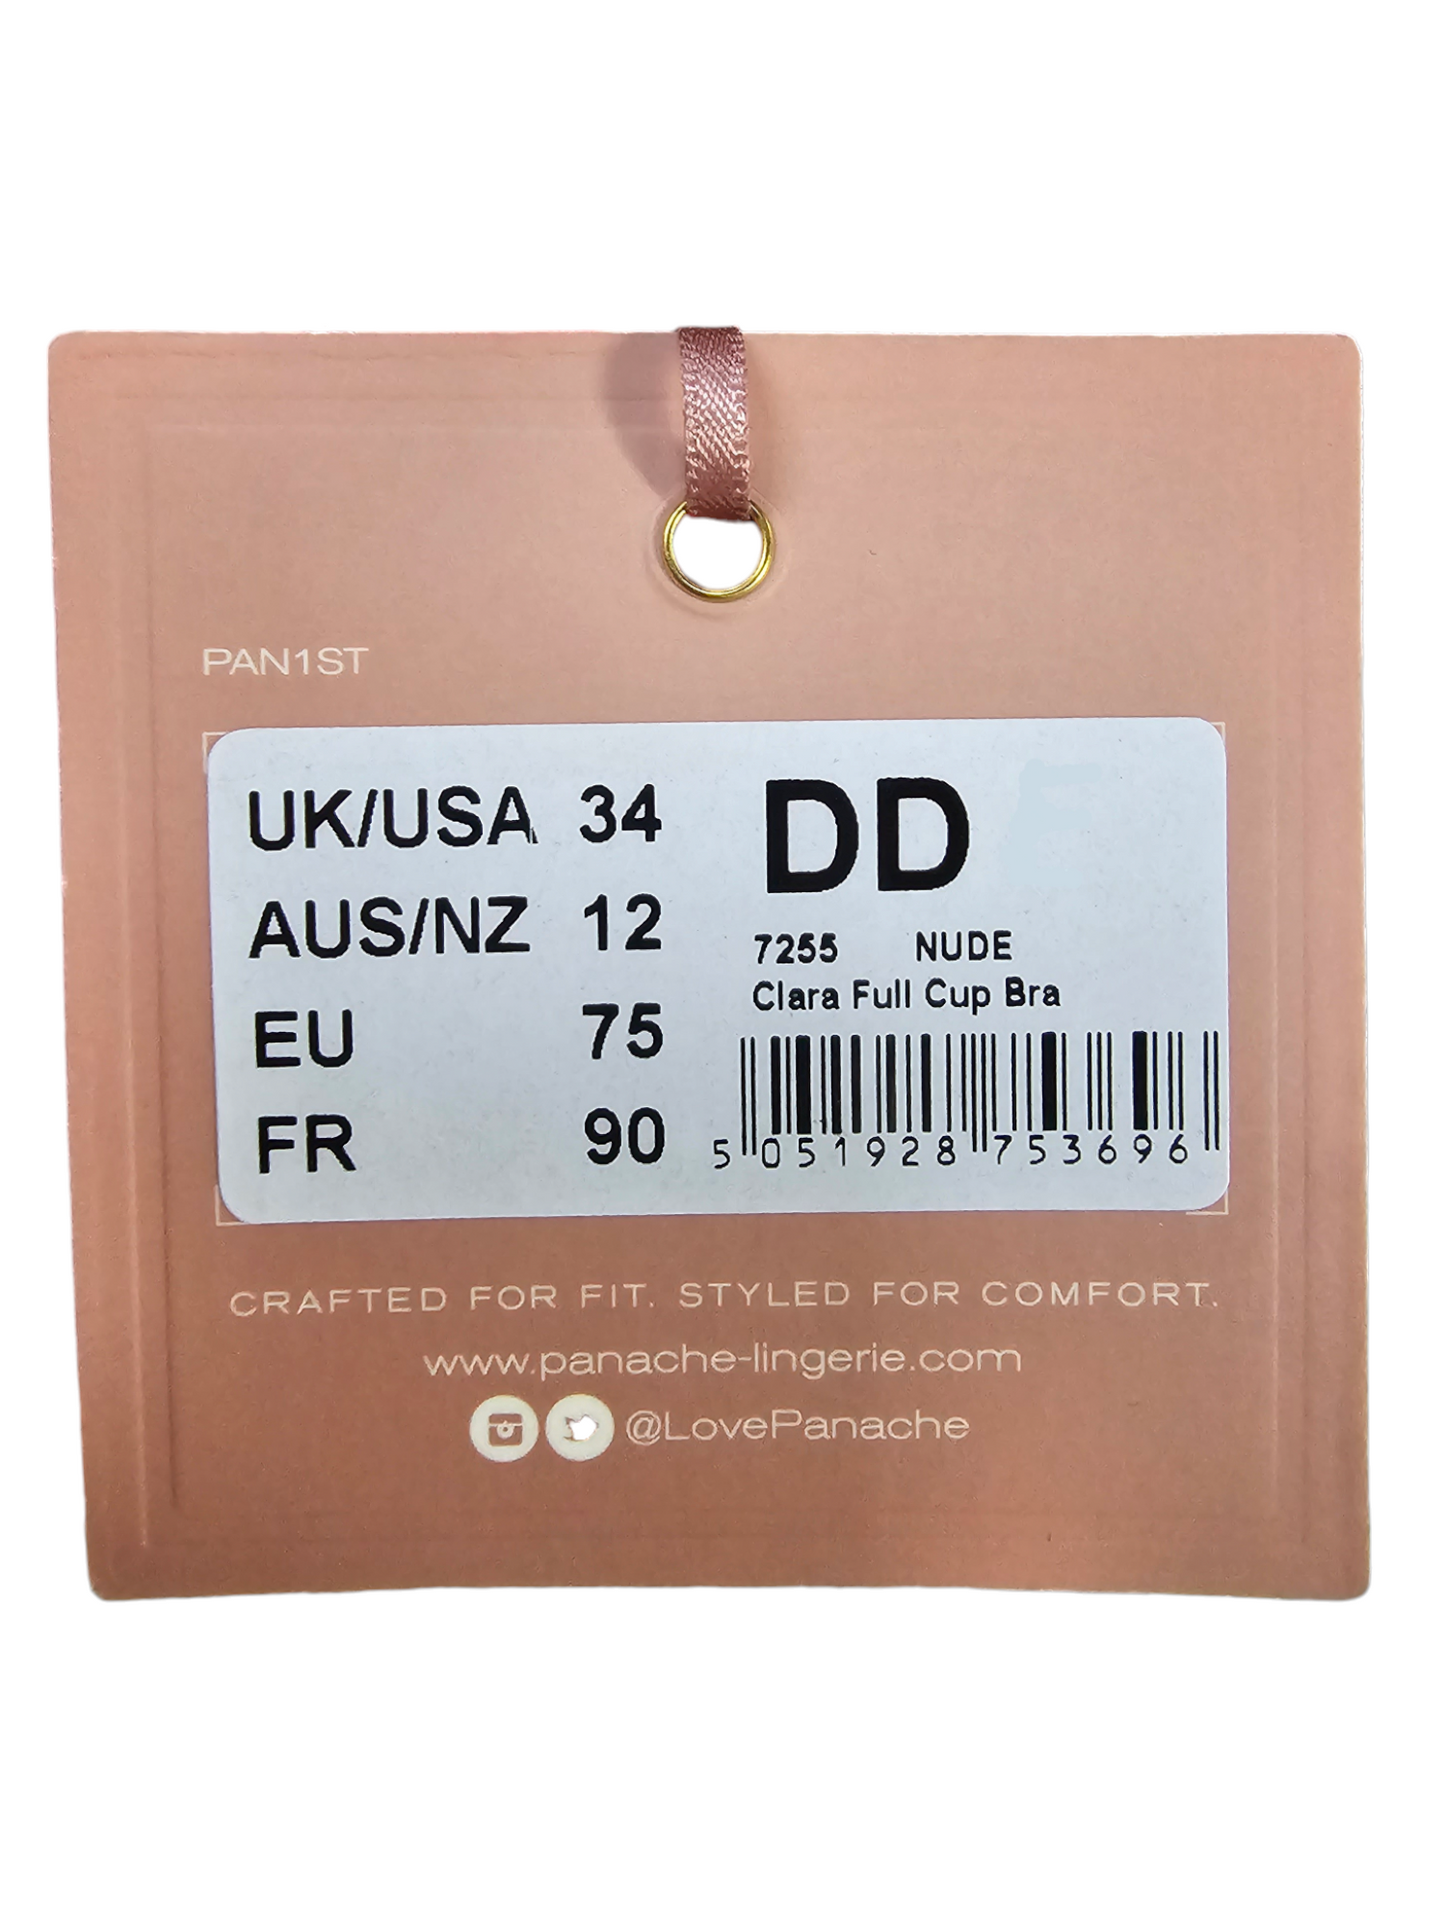 PAN1ST
UK/USA 34
AUS/NZ 12
EU 75
FR 90
DD
7255 NUDE
Clara Full Cup Bra
5 051928 753696
CRAFTED FOR FIT. STYLED FOR COMFORT.
www.panache-lingerie.com
@LovePanache